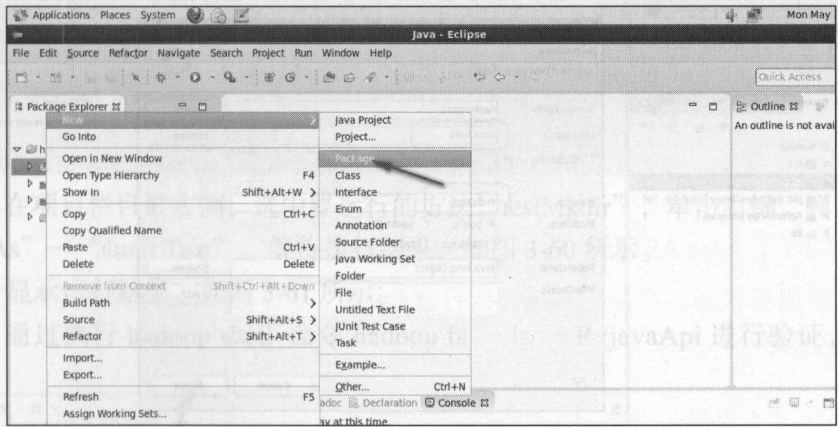 Applications Places System Mon May
Java - Eclipse
File Edit Source Refactor Navigate Search Project Run Window Help
Quick Access
Package Explorer
Outline
An outline is not avai
New
Go Into
Open in New Window
Open Type Hierarchy F4
Show In Shift+Alt+W
Copy Ctrl+C
Copy Qualified Name
Paste Ctrl+V
Delete Delete
Remove from Context Shift+Ctrl+Alt+Down
Build Path
Source Shift+Alt+S
Refactor Shift+Alt+T
Import...
Export...
Refresh F5
Assign Working Sets...
Java Project
Project...
Package
Class
Interface
Enum
Annotation
Source Folder
Java Working Set
Folder
File
Untitled Text File
JUnit Test Case
Task
Example...
Other... Ctrl+N
adoc Declaration Console
ay at this time